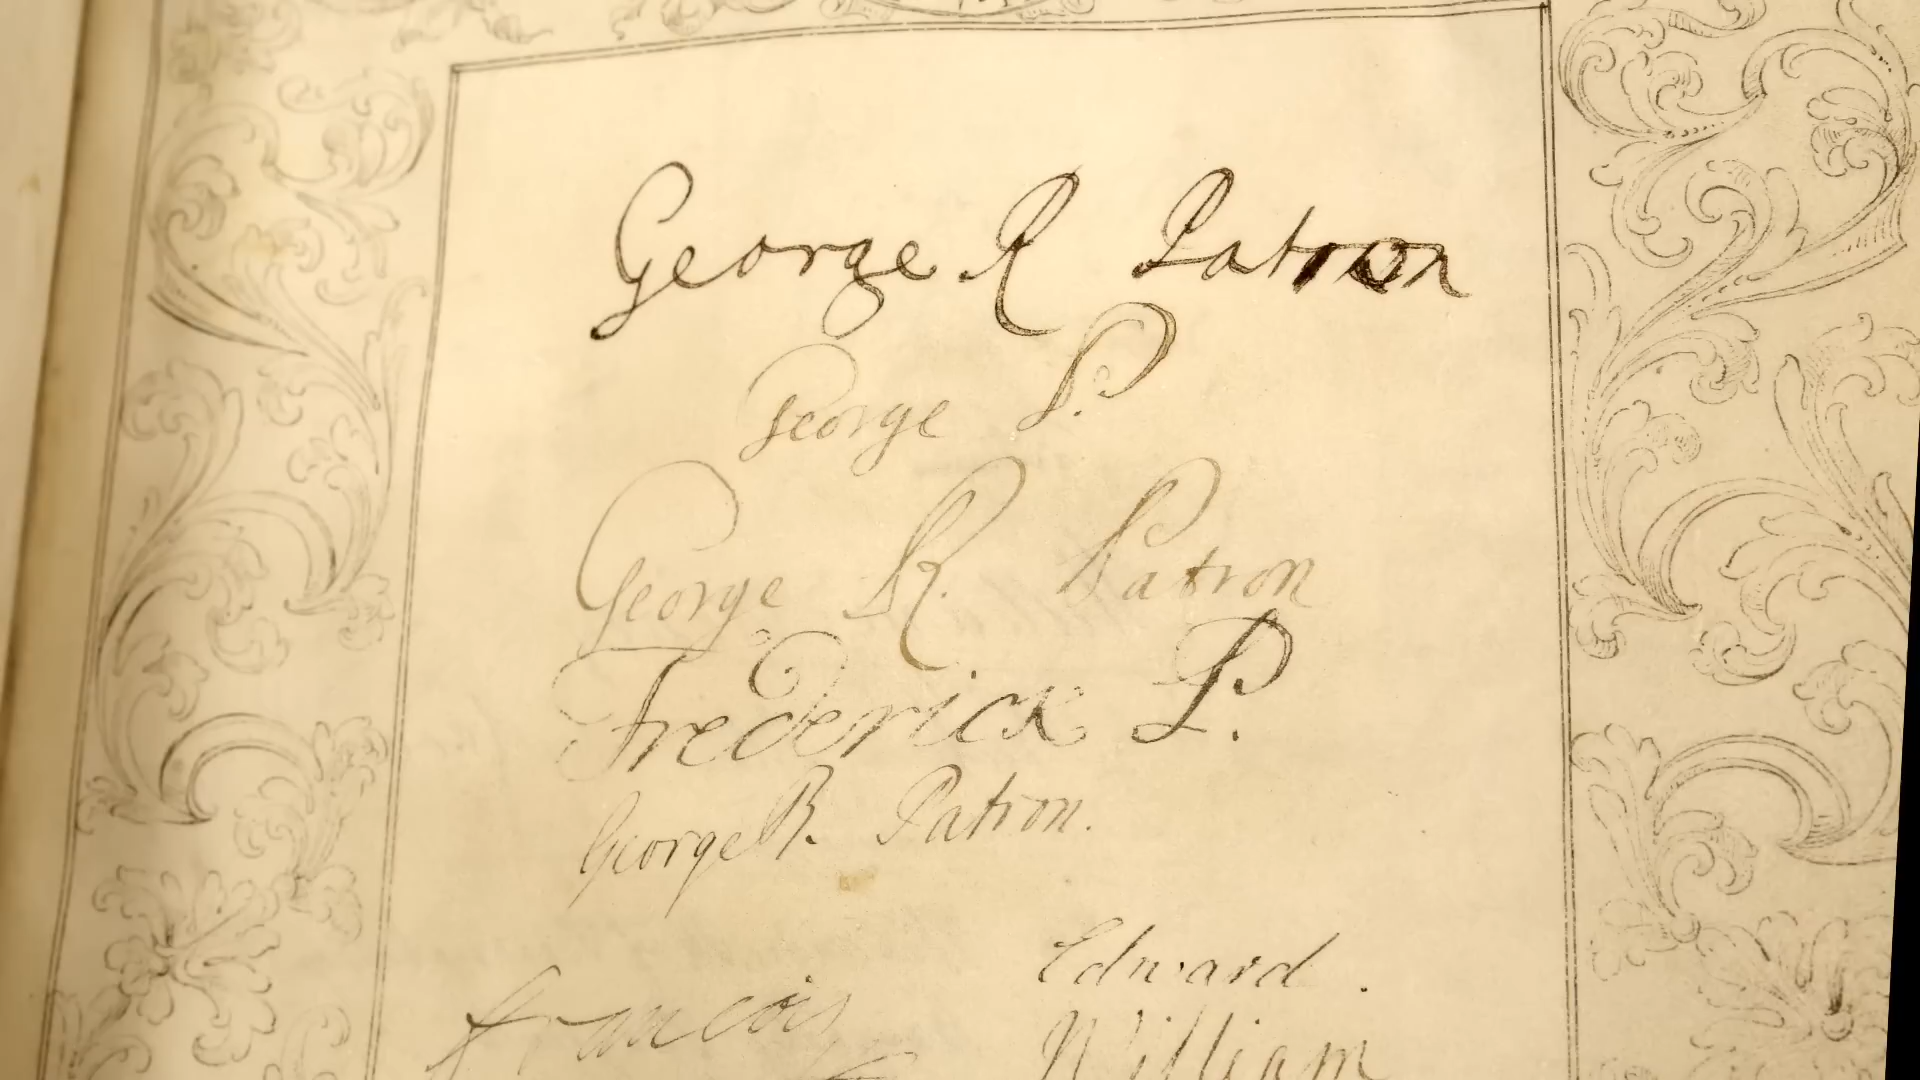 George R Patron
George P.
George R. Patron
Frederick P.
George R. Patron.
Edward.
francois
William